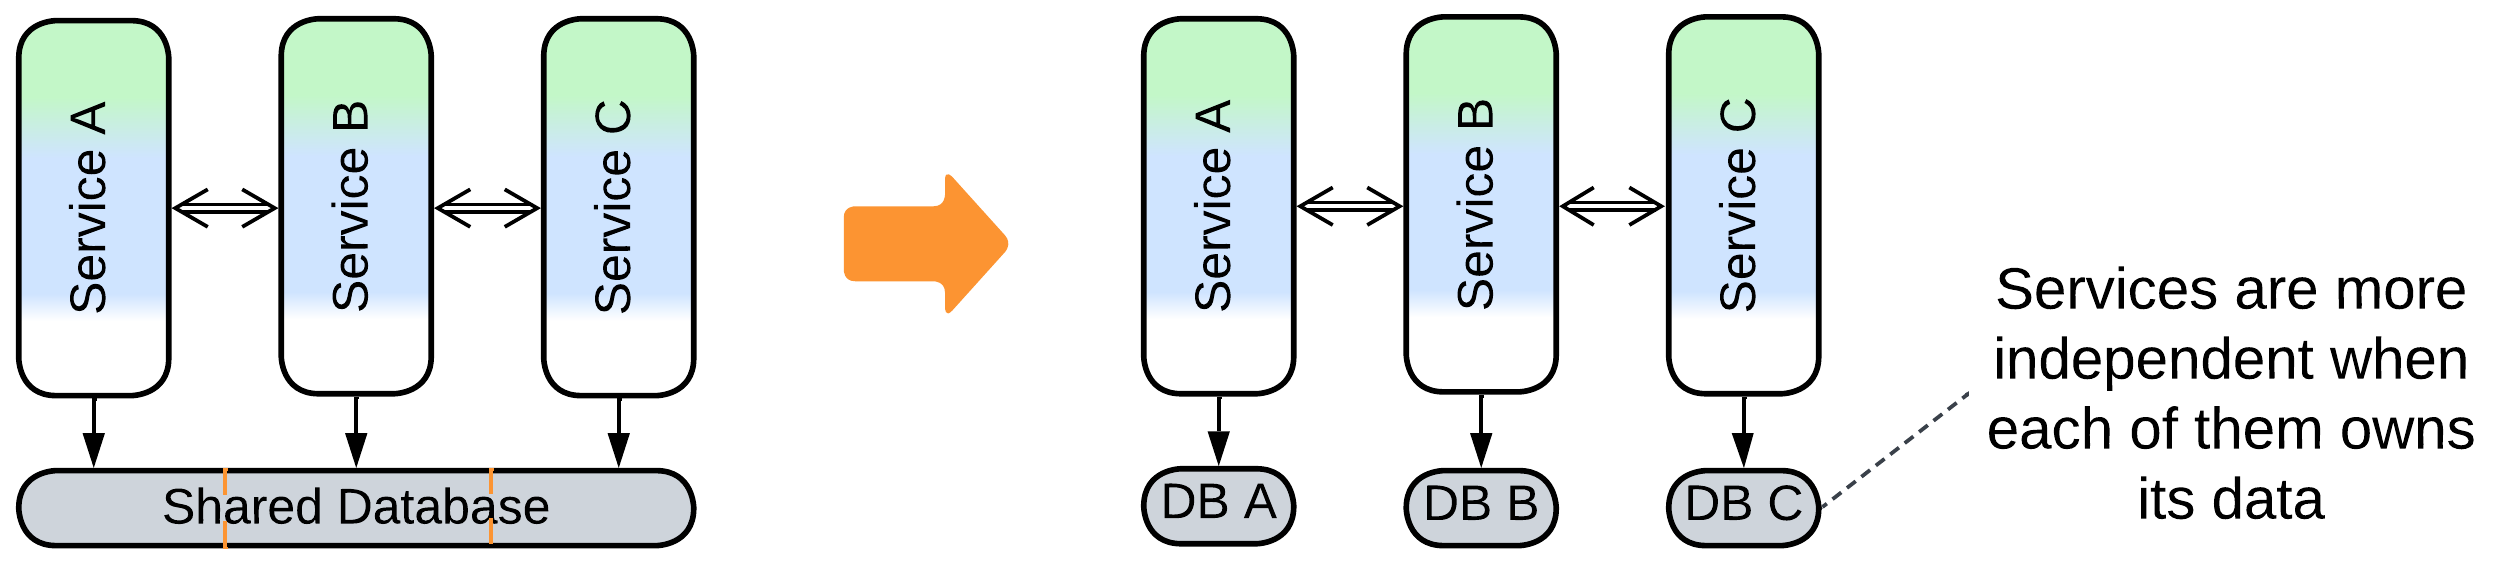 Service A
Service B
Service C
Shared Database
Service A
Service B
Service C
DB A
DB B
DB C
Services are more
independent when
each of them owns
its data